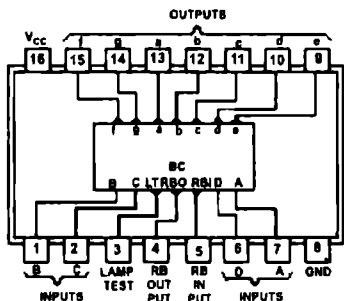 OUTPUTS
VCC f g a b c d e
16 15 14 13 12 11 10 9
f g a b c d e
BC
B C LT RBO RBI D A
1 2 3 4 5 6 7 8
B C LAMP TEST RB OUT PUT RB IN PUT D A GND
INPUTS INPUTS